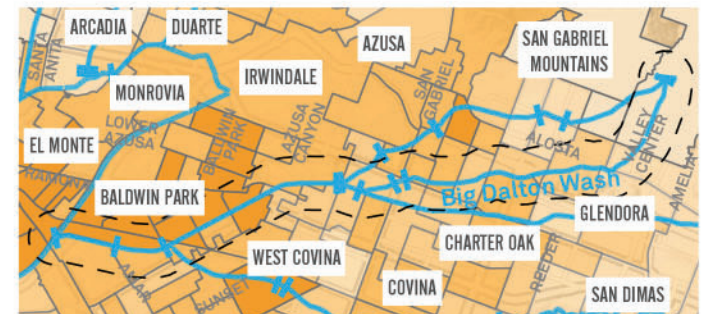 ARCADIA
DUARTE
AZUSA
SAN GABRIEL
MOUNTAINS
SANTA
ANITA
MONROVIA
IRWINDALE
SAN
GABRIEL
LOWER
AZUSA
BALDWIN
PARK
AZUSA
CANYON
ALOSTA
VALLEY
CENTER
EL MONTE
RAMONA
BALDWIN PARK
Big Dalton Wash
AMELIA
GLENDORA
CHARTER OAK
WEST COVINA
AMAR
SUNSET
COVINA
REEDER
SAN DIMAS